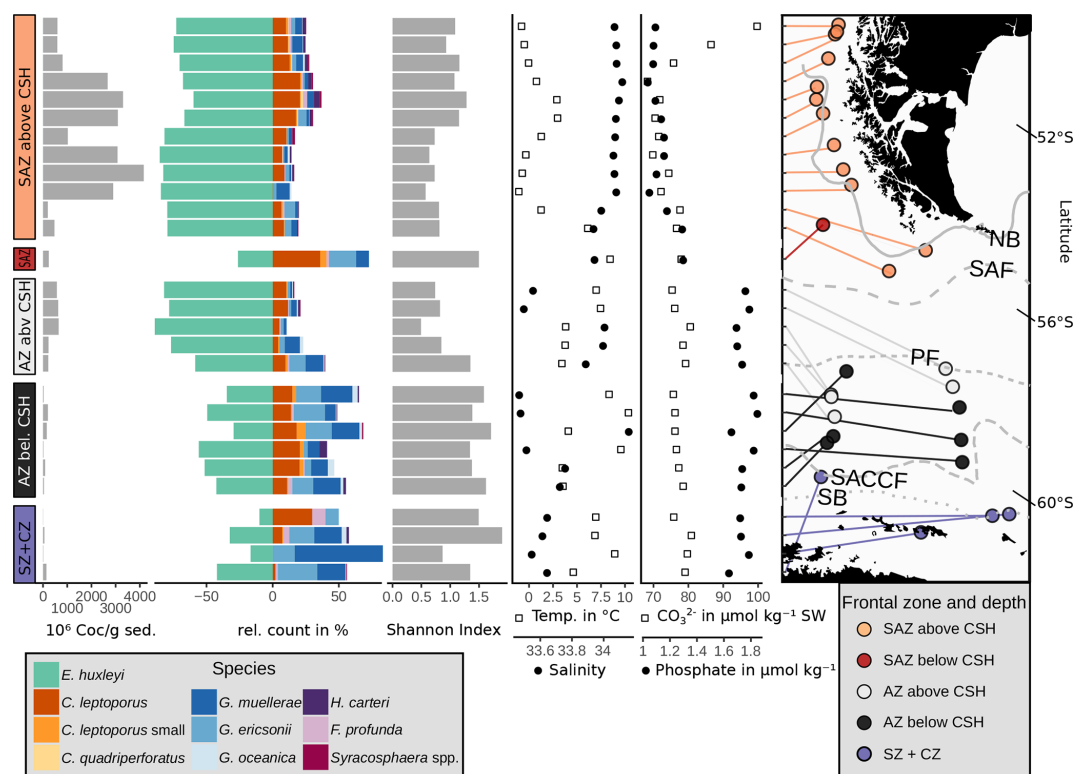 SAZ above CSH
SAZ
AZ abv CSH
AZ bel. CSH
SZ+CZ
0 2000 4000
1000 3000
10⁶ Coc/g sed.
−50 0 50
rel. count in %
0.0 0.5 1.0 1.5
Shannon Index
0 2.5 5 7.5 10
Temp. in °C
33.6 33.8 34
Salinity
70 80 90 100
CO₃²⁻ in µmol kg⁻¹ SW
1 1.2 1.4 1.6 1.8
Phosphate in µmol kg⁻¹
52°S
Latitude
56°S
60°S
NB
SAF
PF
SACCF
SB
Species
E. huxleyi
C. leptoporus
C. leptoporus small
C. quadriperforatus
G. muellerae
G. ericsonii
G. oceanica
H. carteri
F. profunda
Syracosphaera spp.
Frontal zone and depth
SAZ above CSH
SAZ below CSH
AZ above CSH
AZ below CSH
SZ + CZ